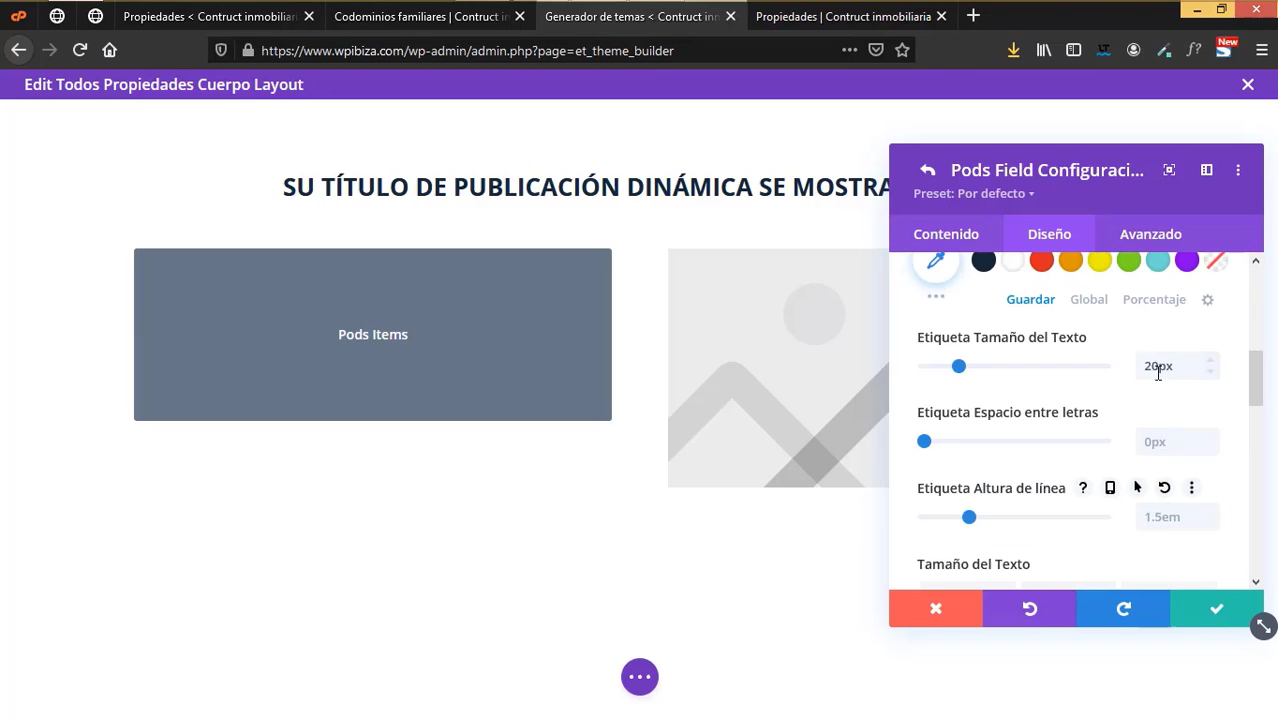 Propiedades < Contruct inmobiliari
Codominios familiares | Contruct in
Generador de temas < Contruct inn
Propiedades | Contruct inmobiliaria
https://www.wpibiza.com/wp-admin/admin.php?page=et_theme_builder
New
Edit Todos Propiedades Cuerpo Layout
SU TÍTULO DE PUBLICACIÓN DINÁMICA SE MOSTRA
Pods Items
Pods Field Configuraci...
Preset: Por defecto
Contenido
Diseño
Avanzado
Guardar
Global
Porcentaje
Etiqueta Tamaño del Texto
20px
Etiqueta Espacio entre letras
0px
Etiqueta Altura de línea
1.5em
Tamaño del Texto